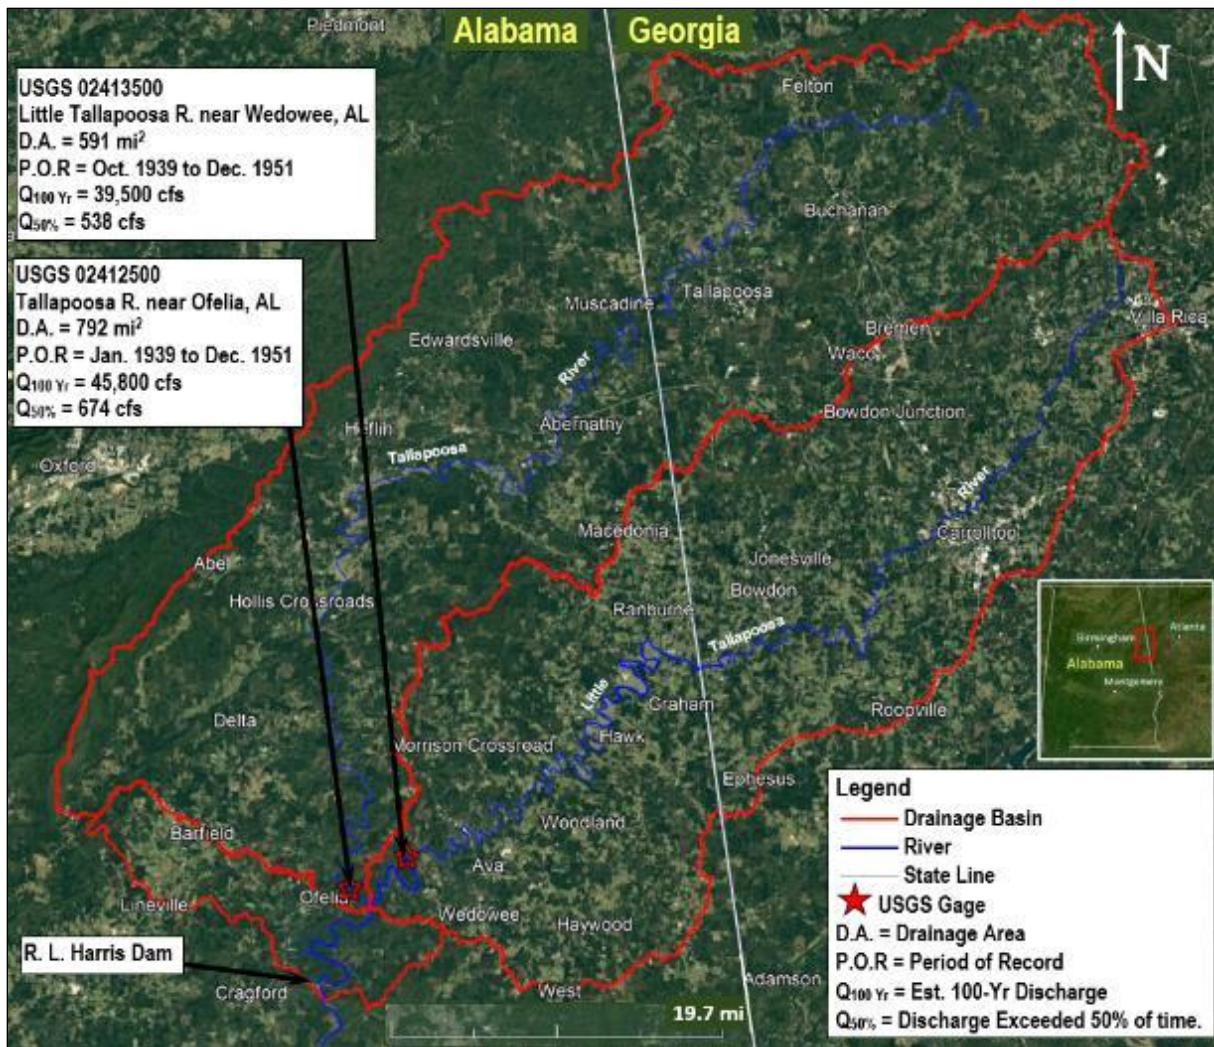 Piedmont
Alabama
Georgia
N
USGS 02413500
Little Tallapoosa R. near Wedowee, AL
D.A. = 591 mi²
P.O.R = Oct. 1939 to Dec. 1951
Q100 Yr = 39,500 cfs
Q50% = 538 cfs
USGS 02412500
Tallapoosa R. near Ofelia, AL
D.A. = 792 mi²
P.O.R = Jan. 1939 to Dec. 1951
Q100 Yr = 45,800 cfs
Q50% = 674 cfs
Felton
Buchanan
Muscadine
Tallapoosa
Villa Rica
Bremen
Edwardsville
Waco
River
Bowdon Junction
Abernathy
Heflin
Tallapoosa
Oxford
River
Macedonia
Carrollton
Abel
Jonesville
Bowdon
Hollis Crossroads
Ranburne
Tallapoosa
Little
Graham
Roopville
Delta
Hawk
Morrison Crossroad
Ephesus
Woodland
Barfield
Ava
Ofelia
Lineville
Wedowee
Haywood
R. L. Harris Dam
Cragford
West
Adamson
19.7 mi
Birmingham
Atlanta
Alabama
Montgomery
Legend
Drainage Basin
River
State Line
USGS Gage
D.A. = Drainage Area
P.O.R = Period of Record
Q100 Yr = Est. 100-Yr Discharge
Q50% = Discharge Exceeded 50% of time.